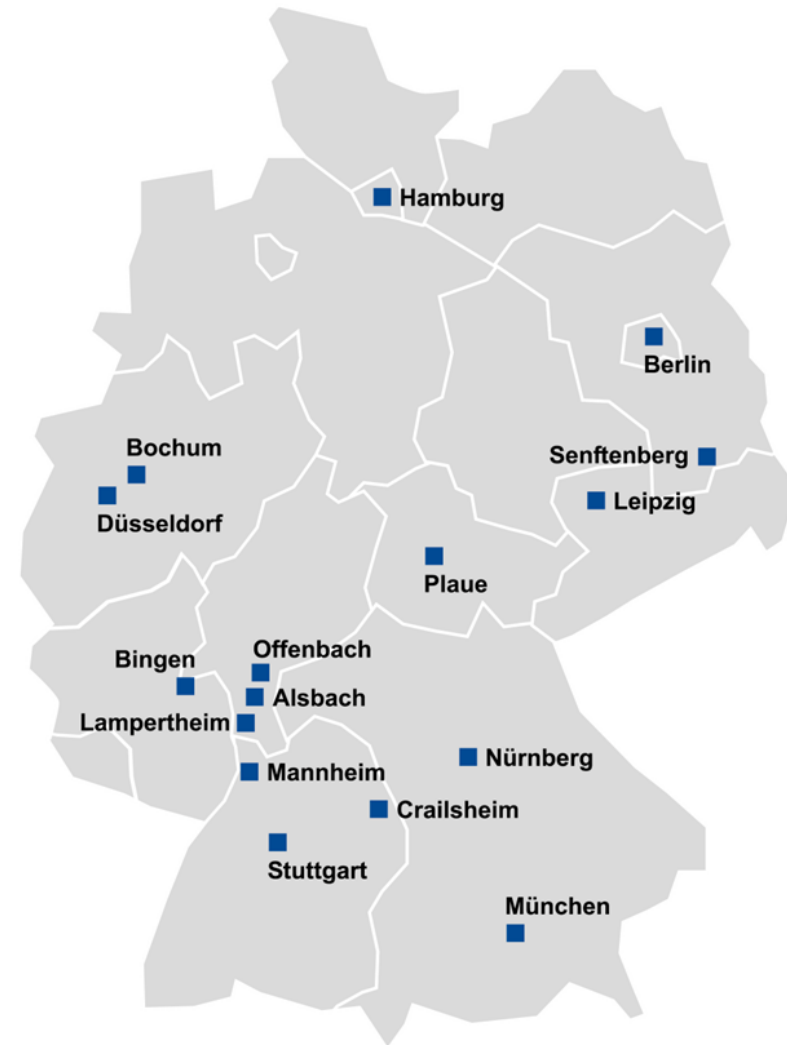 Hamburg
Berlin
Bochum
Senftenberg
Leipzig
Düsseldorf
Plaue
Offenbach
Bingen
Alsbach
Lampertheim
Nürnberg
Mannheim
Crailsheim
Stuttgart
München